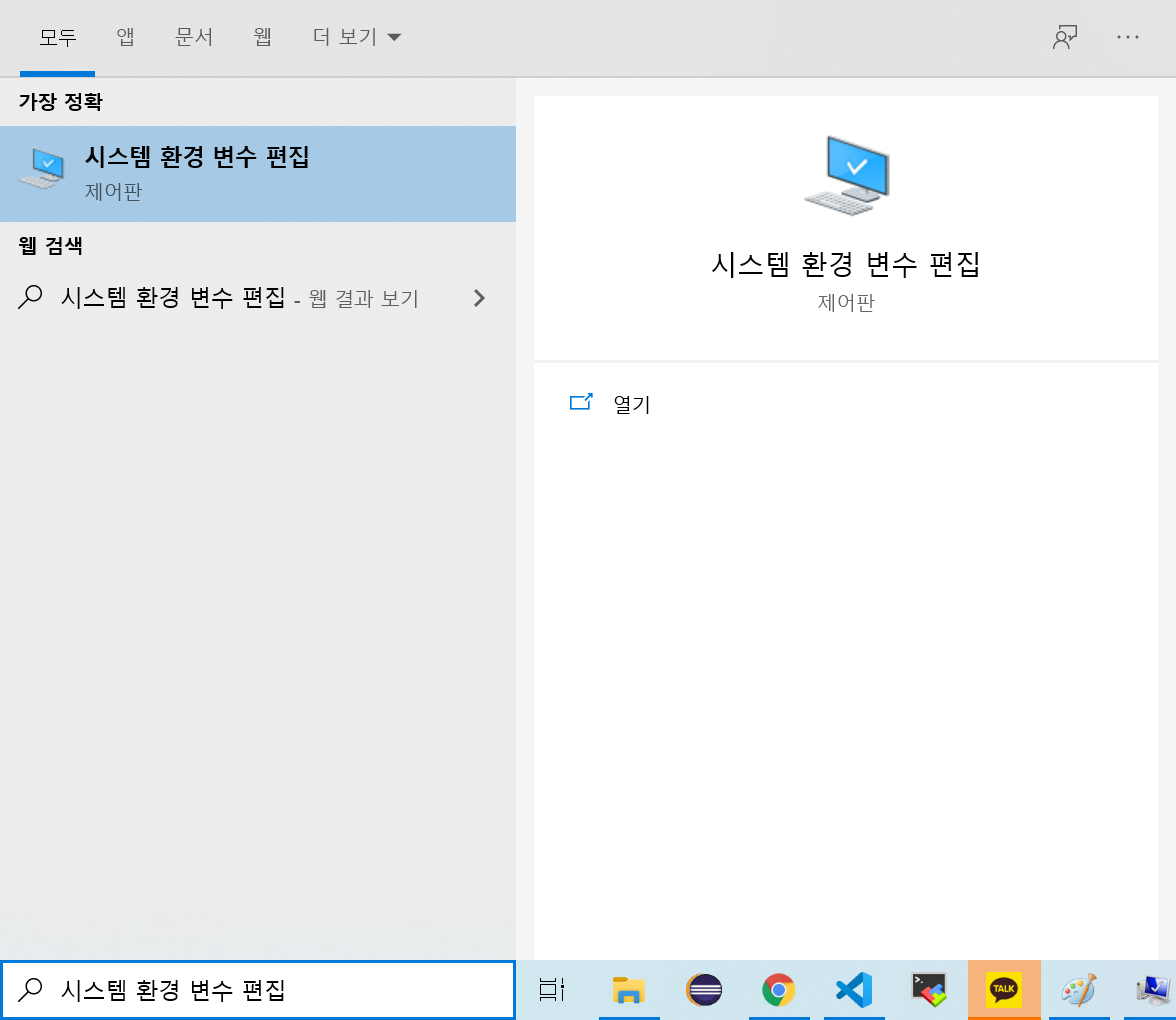 모두 앱 문서 웹 더 보기
가장 정확
시스템 환경 변수 편집
제어판
웹 검색
시스템 환경 변수 편집 - 웹 결과 보기
시스템 환경 변수 편집
제어판
열기
시스템 환경 변수 편집
TALK